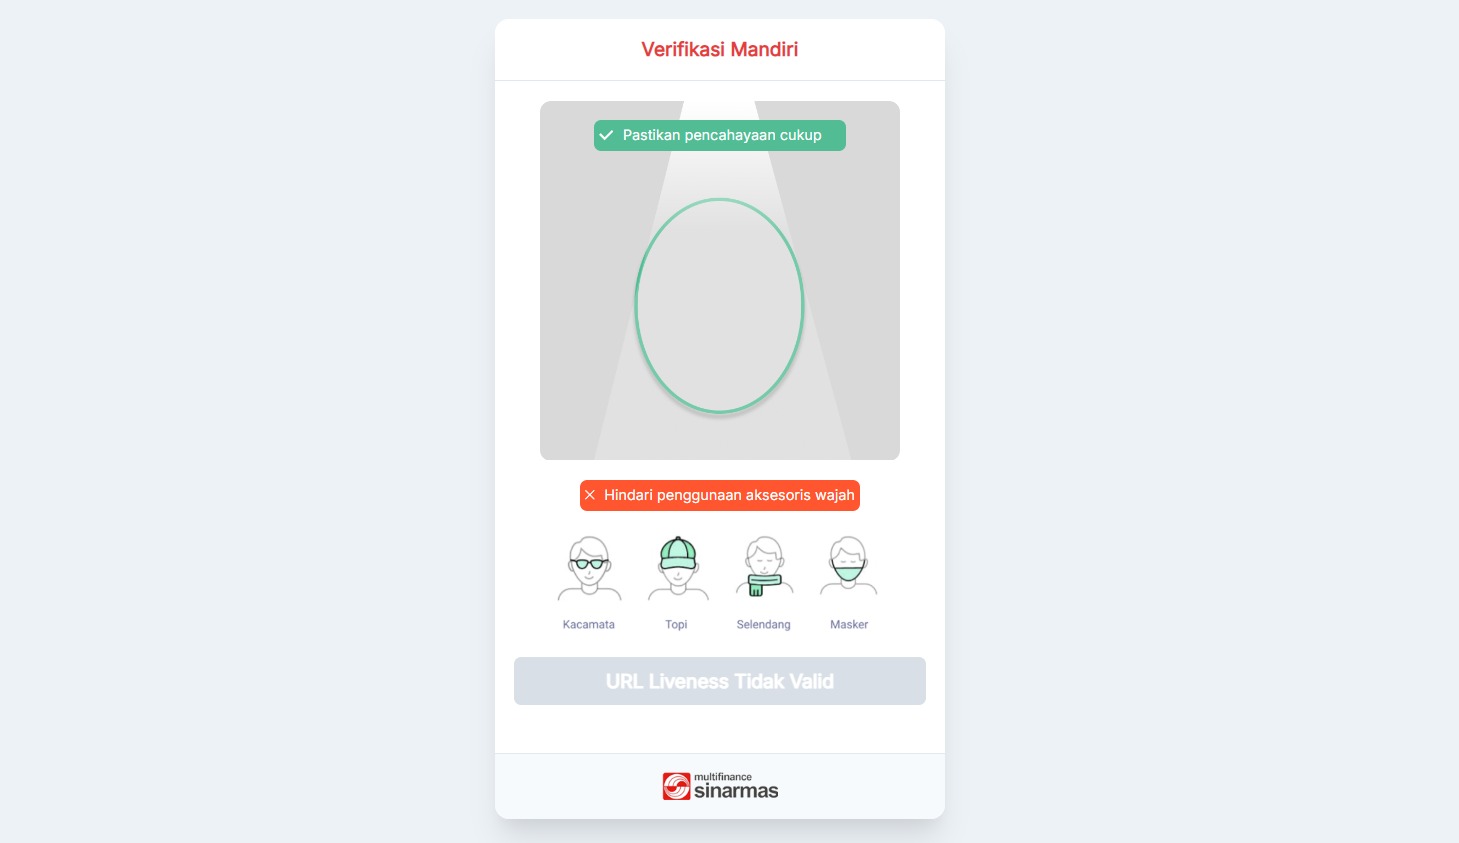 Verifikasi Mandiri
Pastikan pencahayaan cukup
Hindari penggunaan aksesoris wajah
Kacamata Topi Selendang Masker
URL Liveness Tidak Valid
multifinance
sinarmas